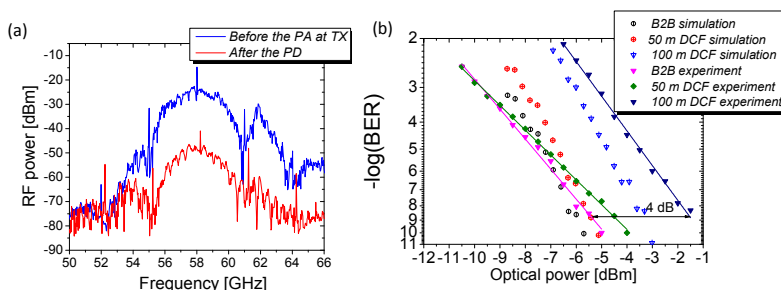 (a)
Before the PA at TX
After the PD
RF power [dBm]
-10
-20
-30
-40
-50
-60
-70
-80
-90
50 52 54 56 58 60 62 64 66
Frequency [GHz]
(b)
B2B simulation
50 m DCF simulation
100 m DCF simulation
B2B experiment
50 m DCF experiment
100 m DCF experiment
-log(BER)
2
3
4
5
6
7
8
9
10
11
4 dB
-12 -11 -10 -9 -8 -7 -6 -5 -4 -3 -2 -1
Optical power [dBm]